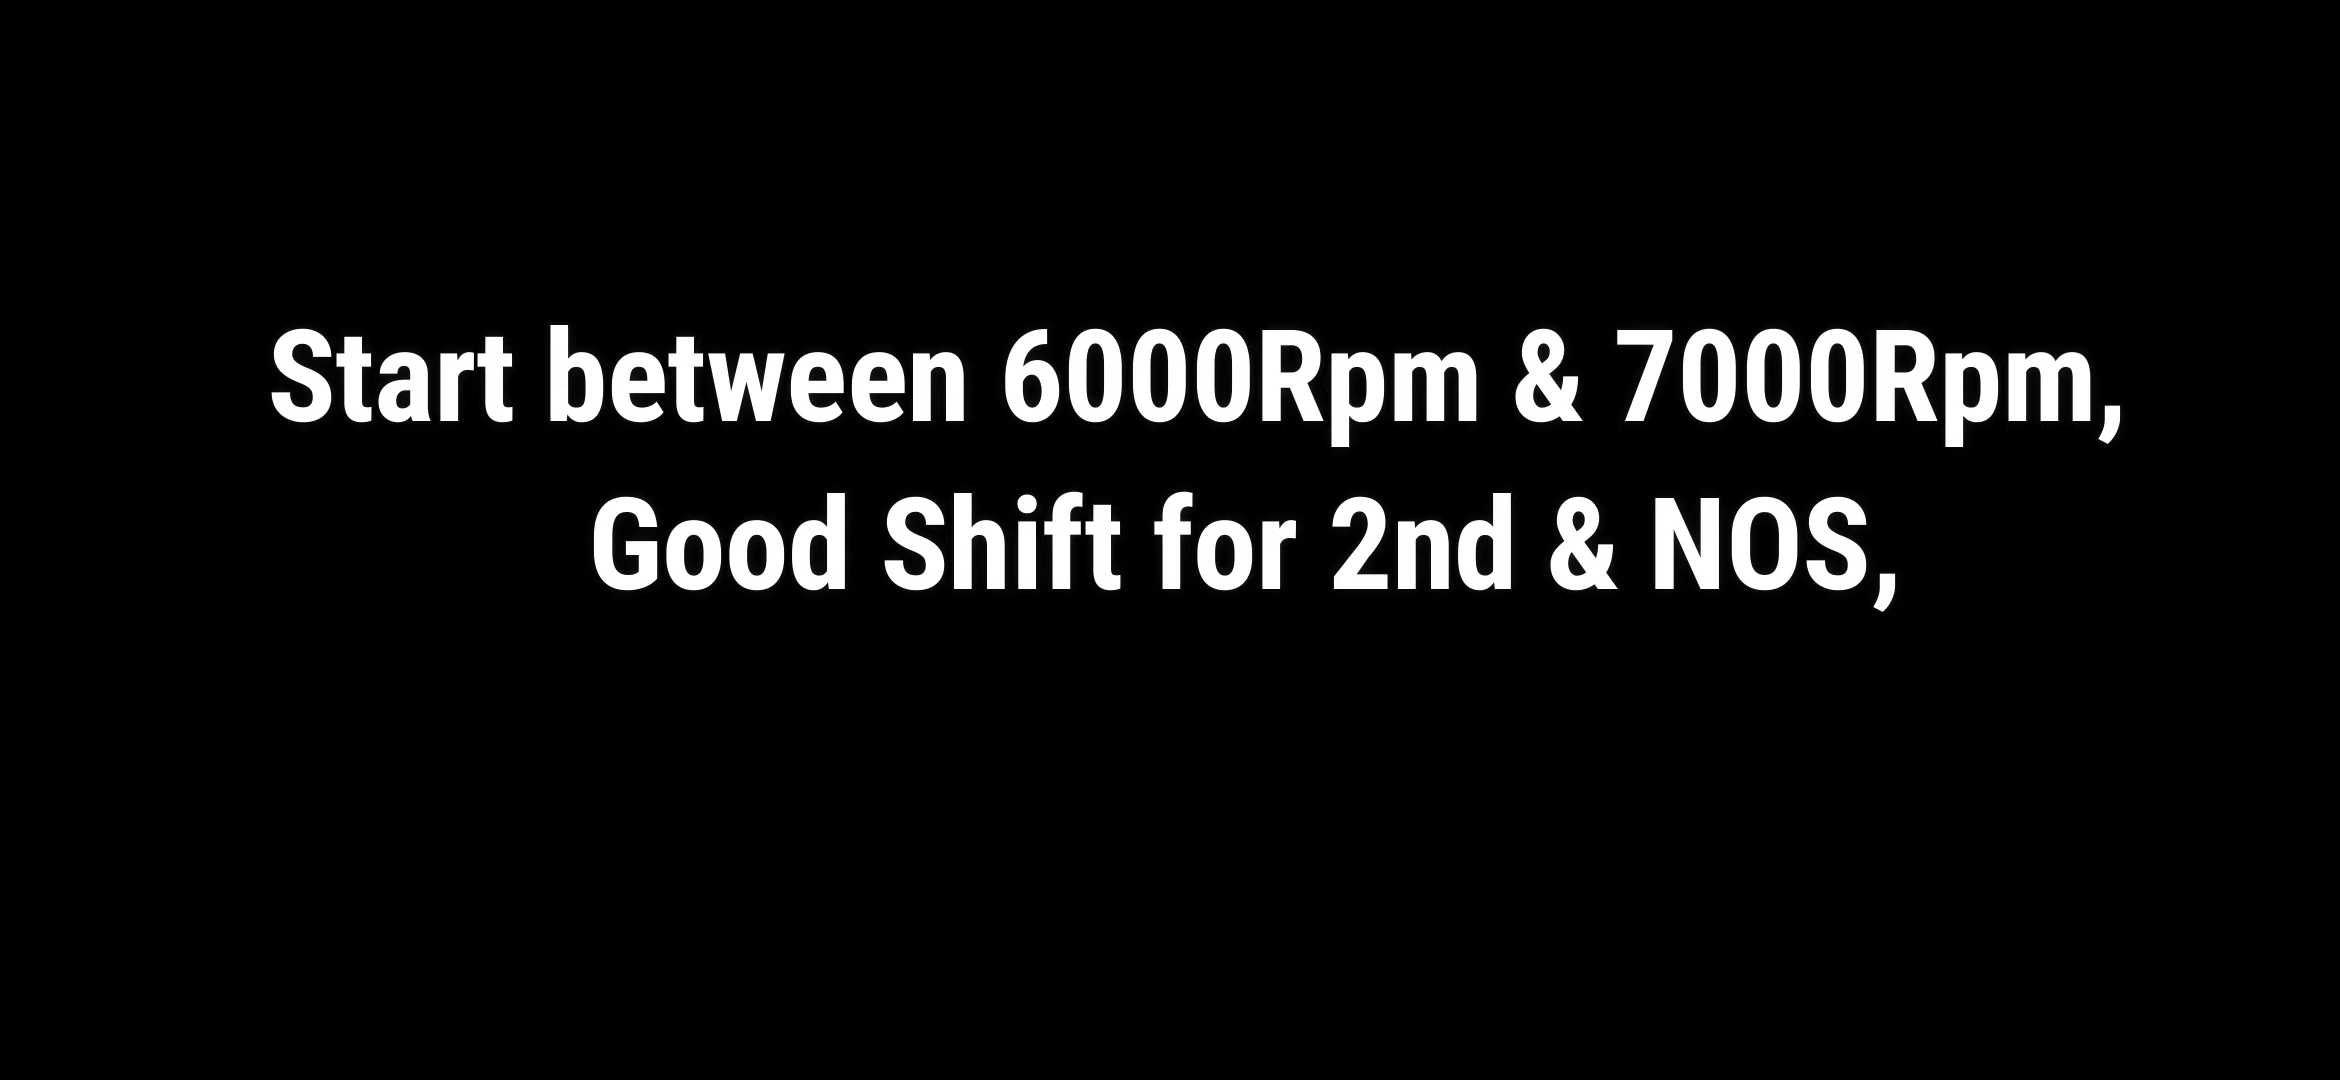 Start between 6000Rpm & 7000Rpm,
Good Shift for 2nd & NOS,